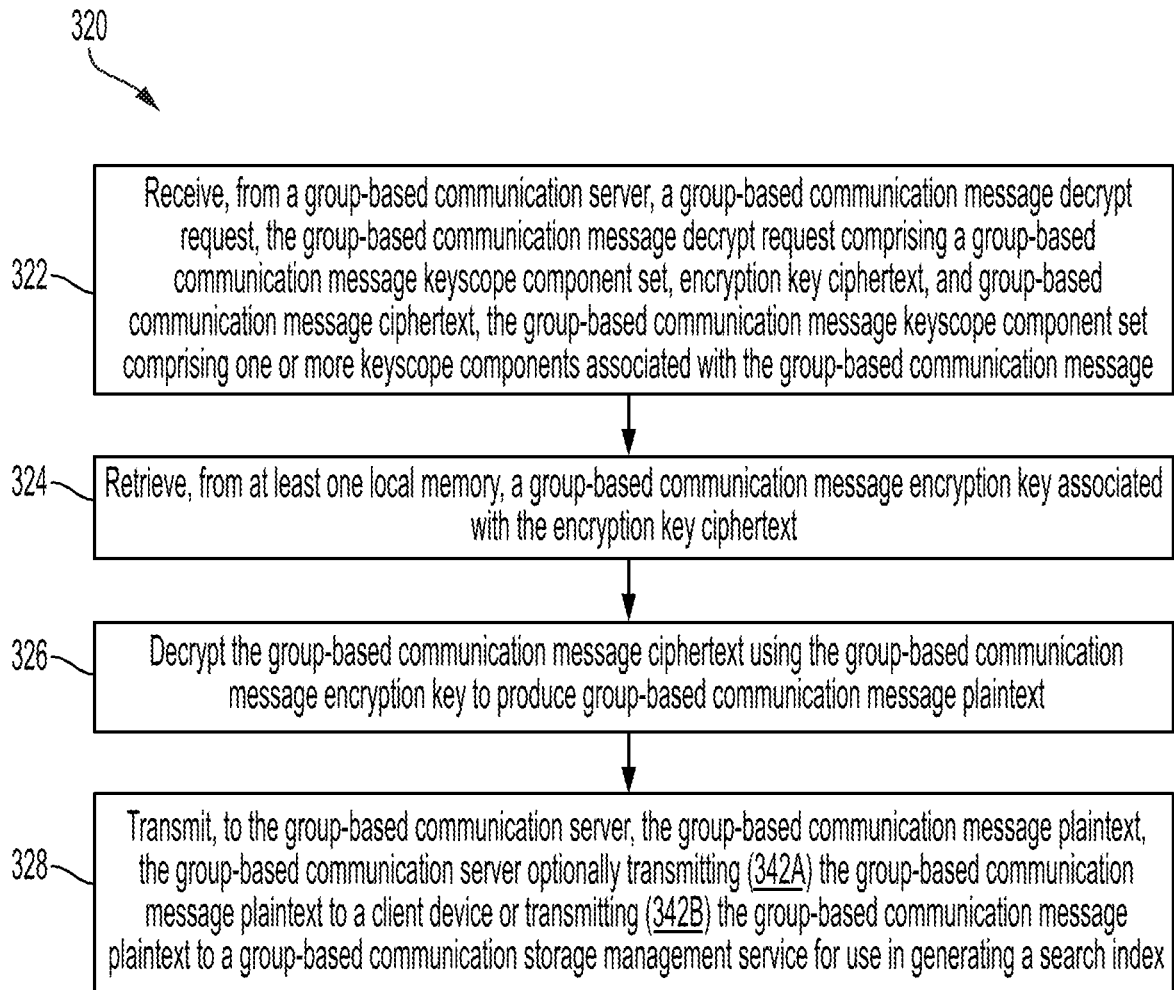 320
322
Receive, from a group-based communication server, a group-based communication message decrypt
request, the group-based communication message decrypt request comprising a group-based
communication message keyscope component set, encryption key ciphertext, and group-based
communication message ciphertext, the group-based communication message keyscope component set
comprising one or more keyscope components associated with the group-based communication message
324
Retrieve, from at least one local memory, a group-based communication message encryption key associated
with the encryption key ciphertext
326
Decrypt the group-based communication message ciphertext using the group-based communication
message encryption key to produce group-based communication message plaintext
328
Transmit, to the group-based communication server, the group-based communication message plaintext,
the group-based communication server optionally transmitting (342A) the group-based communication
message plaintext to a client device or transmitting (342B) the group-based communication message
plaintext to a group-based communication storage management service for use in generating a search index